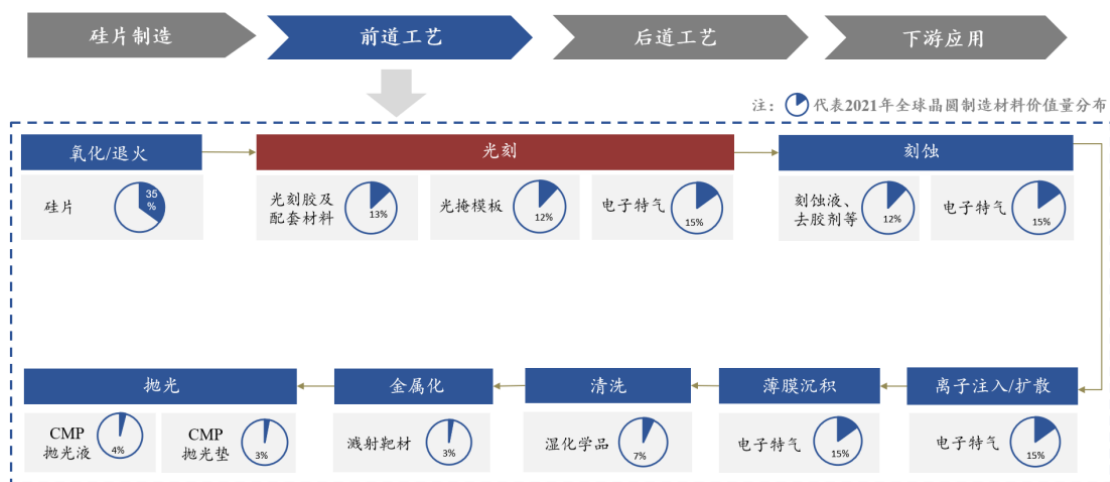 硅片制造
前道工艺
后道工艺
下游应用
注：
代表2021年全球晶圆制造材料价值量分布
氧化/退火
光刻
刻蚀
硅片
35
%
光刻胶及
配套材料
13%
光掩模板
12%
电子特气
15%
刻蚀液、
去胶剂等
12%
电子特气
15%
抛光
金属化
清洗
薄膜沉积
离子注入/扩散
CMP
抛光液
4%
CMP
抛光垫
3%
溅射靶材
3%
湿化学品
7%
电子特气
15%
电子特气
15%